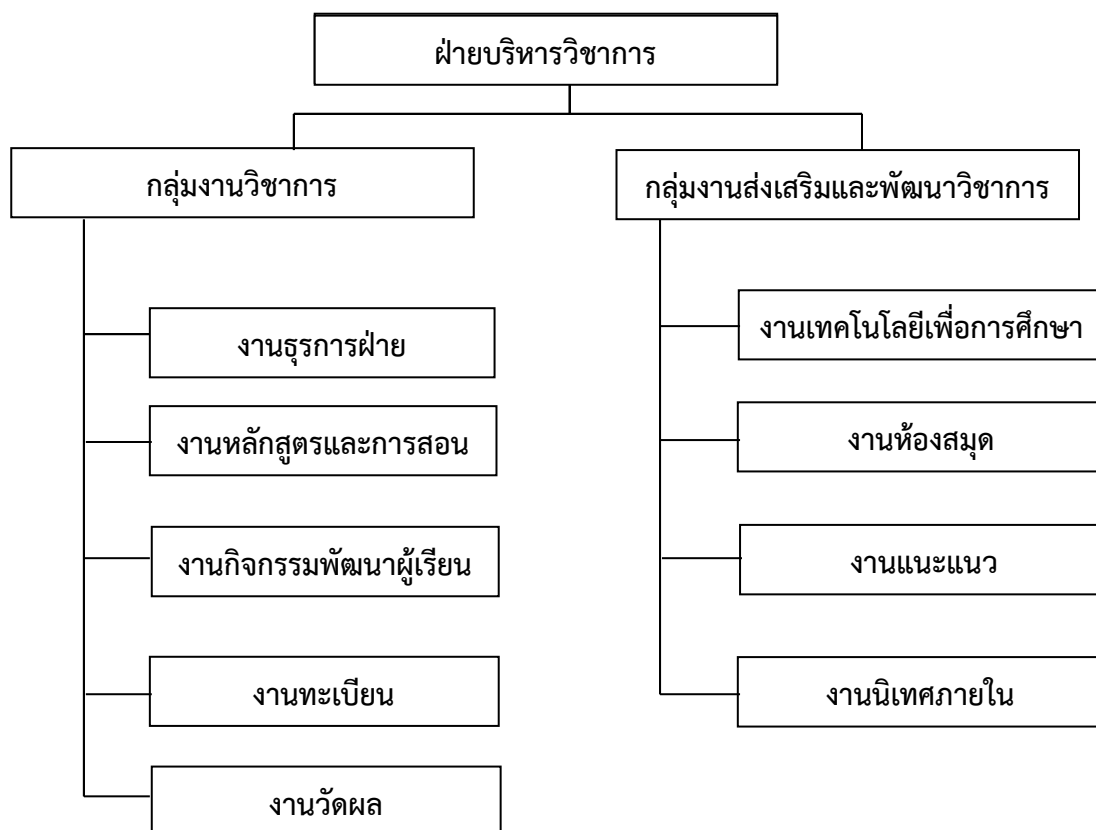 ฝ่ายบริหารวิชาการ
กลุ่มงานวิชาการ
งานธุรการฝ่าย
งานหลักสูตรและการสอน
งานกิจกรรมพัฒนาผู้เรียน
งานทะเบียน
งานวัดผล
กลุ่มงานส่งเสริมและพัฒนาวิชาการ
งานเทคโนโลยีเพื่อการศึกษา
งานห้องสมุด
งานแนะแนว
งานนิเทศภายใน